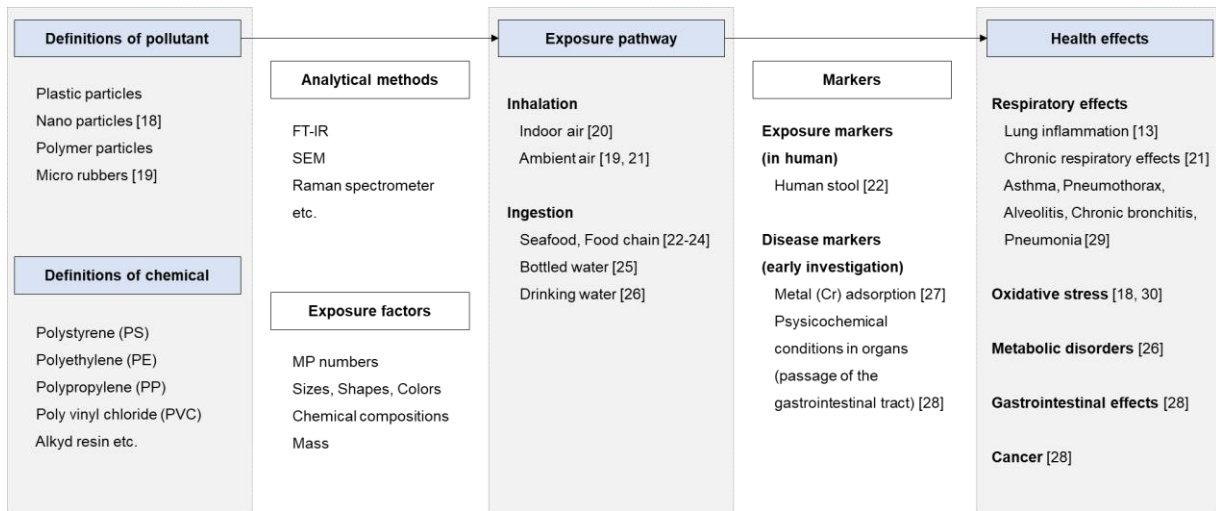 Definitions of pollutant
Plastic particles
Nano particles [18]
Polymer particles
Micro rubbers [19]
Definitions of chemical
Polystyrene (PS)
Polyethylene (PE)
Polypropylene (PP)
Poly vinyl chloride (PVC)
Alkyd resin etc.
Analytical methods
FT-IR
SEM
Raman spectrometer
etc.
Exposure factors
MP numbers
Sizes, Shapes, Colors
Chemical compositions
Mass
Exposure pathway
Inhalation
Indoor air [20]
Ambient air [19, 21]
Ingestion
Seafood, Food chain [22-24]
Bottled water [25]
Drinking water [26]
Markers
Exposure markers
(in human)
Human stool [22]
Disease markers
(early investigation)
Metal (Cr) adsorption [27]
Psysicochemical
conditions in organs
(passage of the
gastrointestinal tract) [28]
Health effects
Respiratory effects
Lung inflammation [13]
Chronic respiratory effects [21]
Asthma, Pneumothorax,
Alveolitis, Chronic bronchitis,
Pneumonia [29]
Oxidative stress [18, 30]
Metabolic disorders [26]
Gastrointestinal effects [28]
Cancer [28]